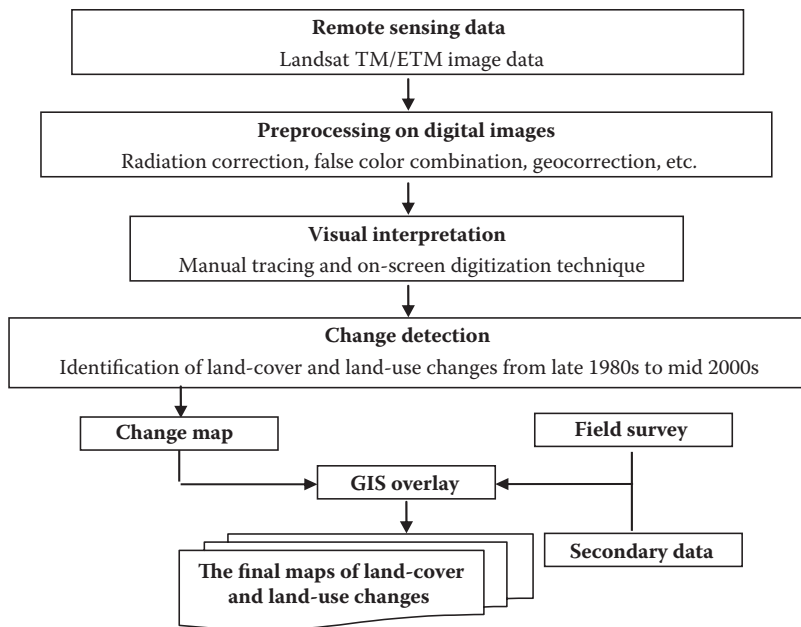 Remote sensing data
Landsat TM/ETM image data
Preprocessing on digital images
Radiation correction, false color combination, geocorrection, etc.
Visual interpretation
Manual tracing and on-screen digitization technique
Change detection
Identification of land-cover and land-use changes from late 1980s to mid 2000s
Change map
Field survey
GIS overlay
Secondary data
The final maps of land-cover
and land-use changes